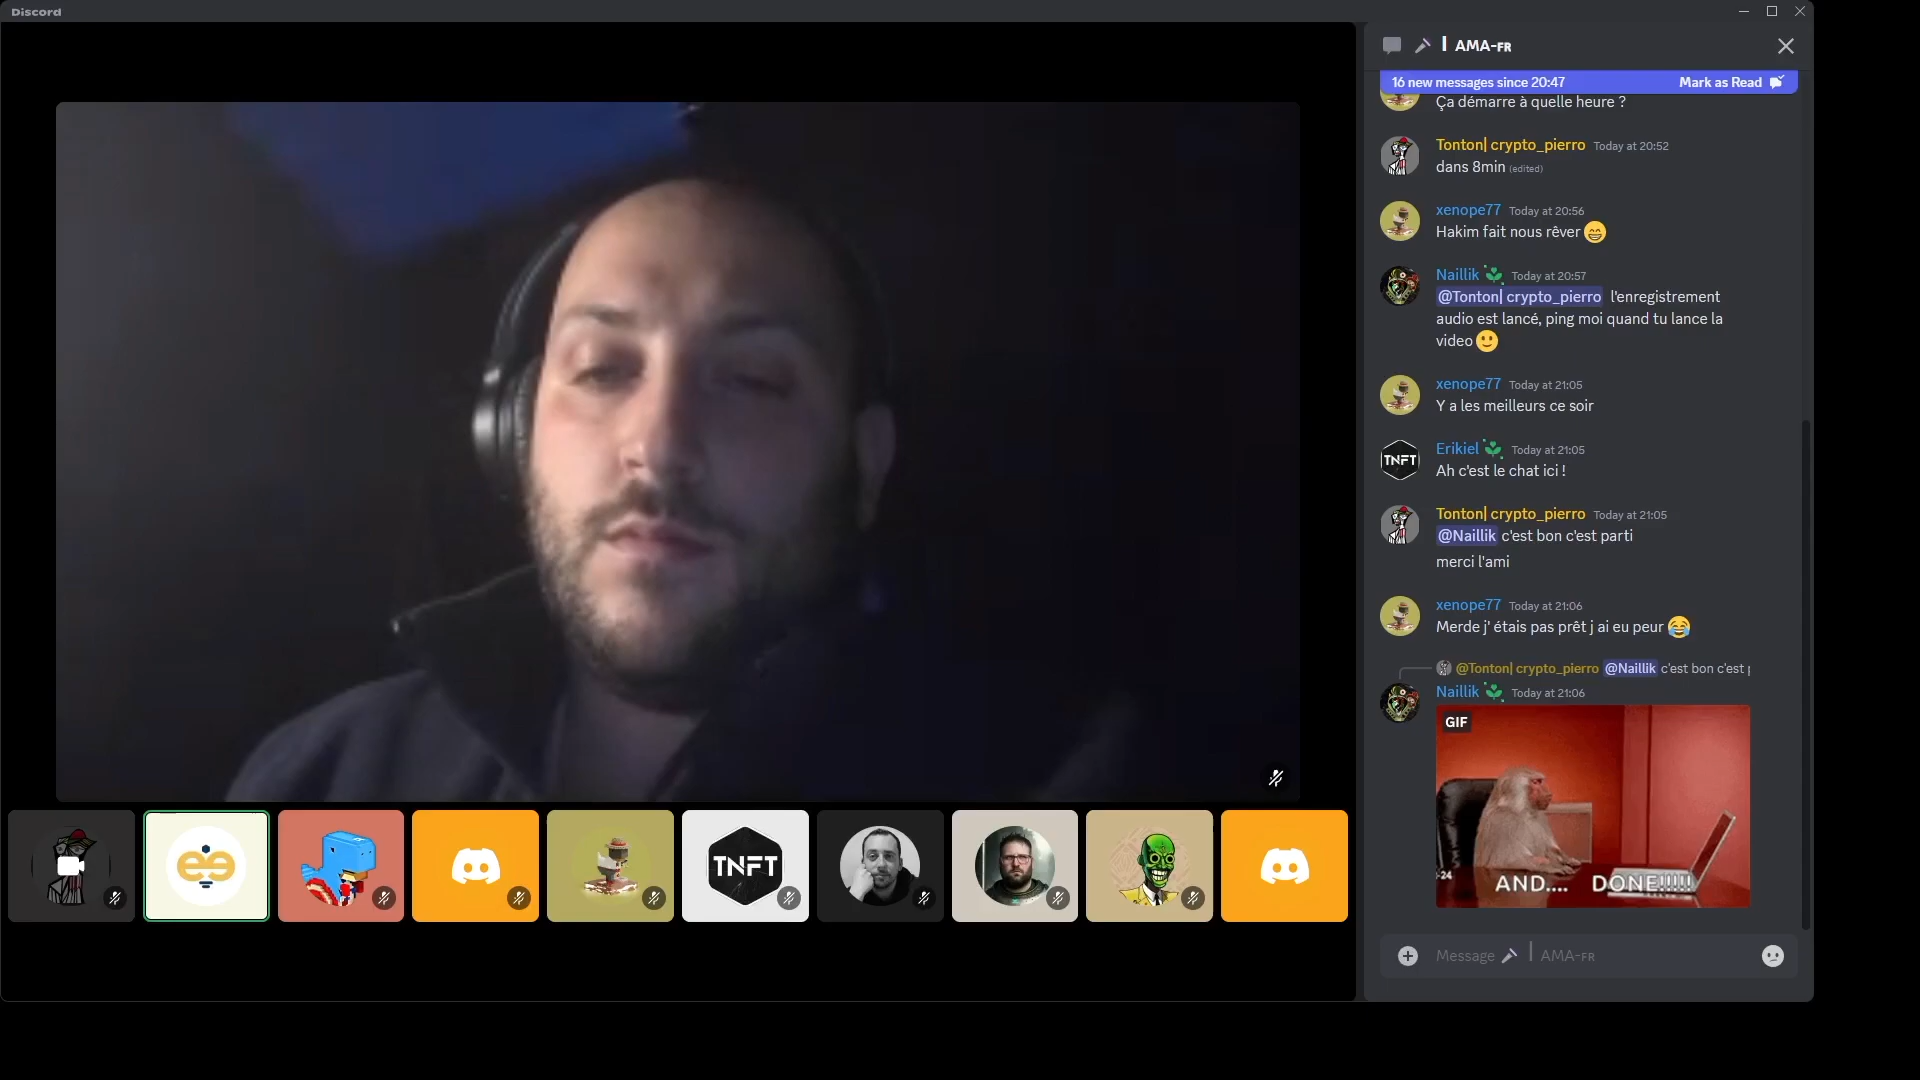 Discord
AMA-FR
16 new messages since 20:47
Mark as Read
Ça démarre à quelle heure ?
Tonton| crypto_pierro Today at 20:52
dans 8min (edited)
xenope77 Today at 20:56
Hakim fait nous rêver 😄
Naillik Today at 20:57
@Tonton| crypto_pierro l'enregistrement
audio est lancé, ping moi quand tu lance la
video 🙂
xenope77 Today at 21:05
Y a les meilleurs ce soir
Erikiel Today at 21:05
Ah c'est le chat ici !
TNFT
Tonton| crypto_pierro Today at 21:05
@Naillik c'est bon c'est parti
merci l'ami
xenope77 Today at 21:06
Merde j' étais pas prêt j ai eu peur 😂
@Tonton| crypto_pierro @Naillik c'est bon c'est
Naillik Today at 21:06
GIF
-24
AND.... DONE!!!!!
TNFT
Message | AMA-FR